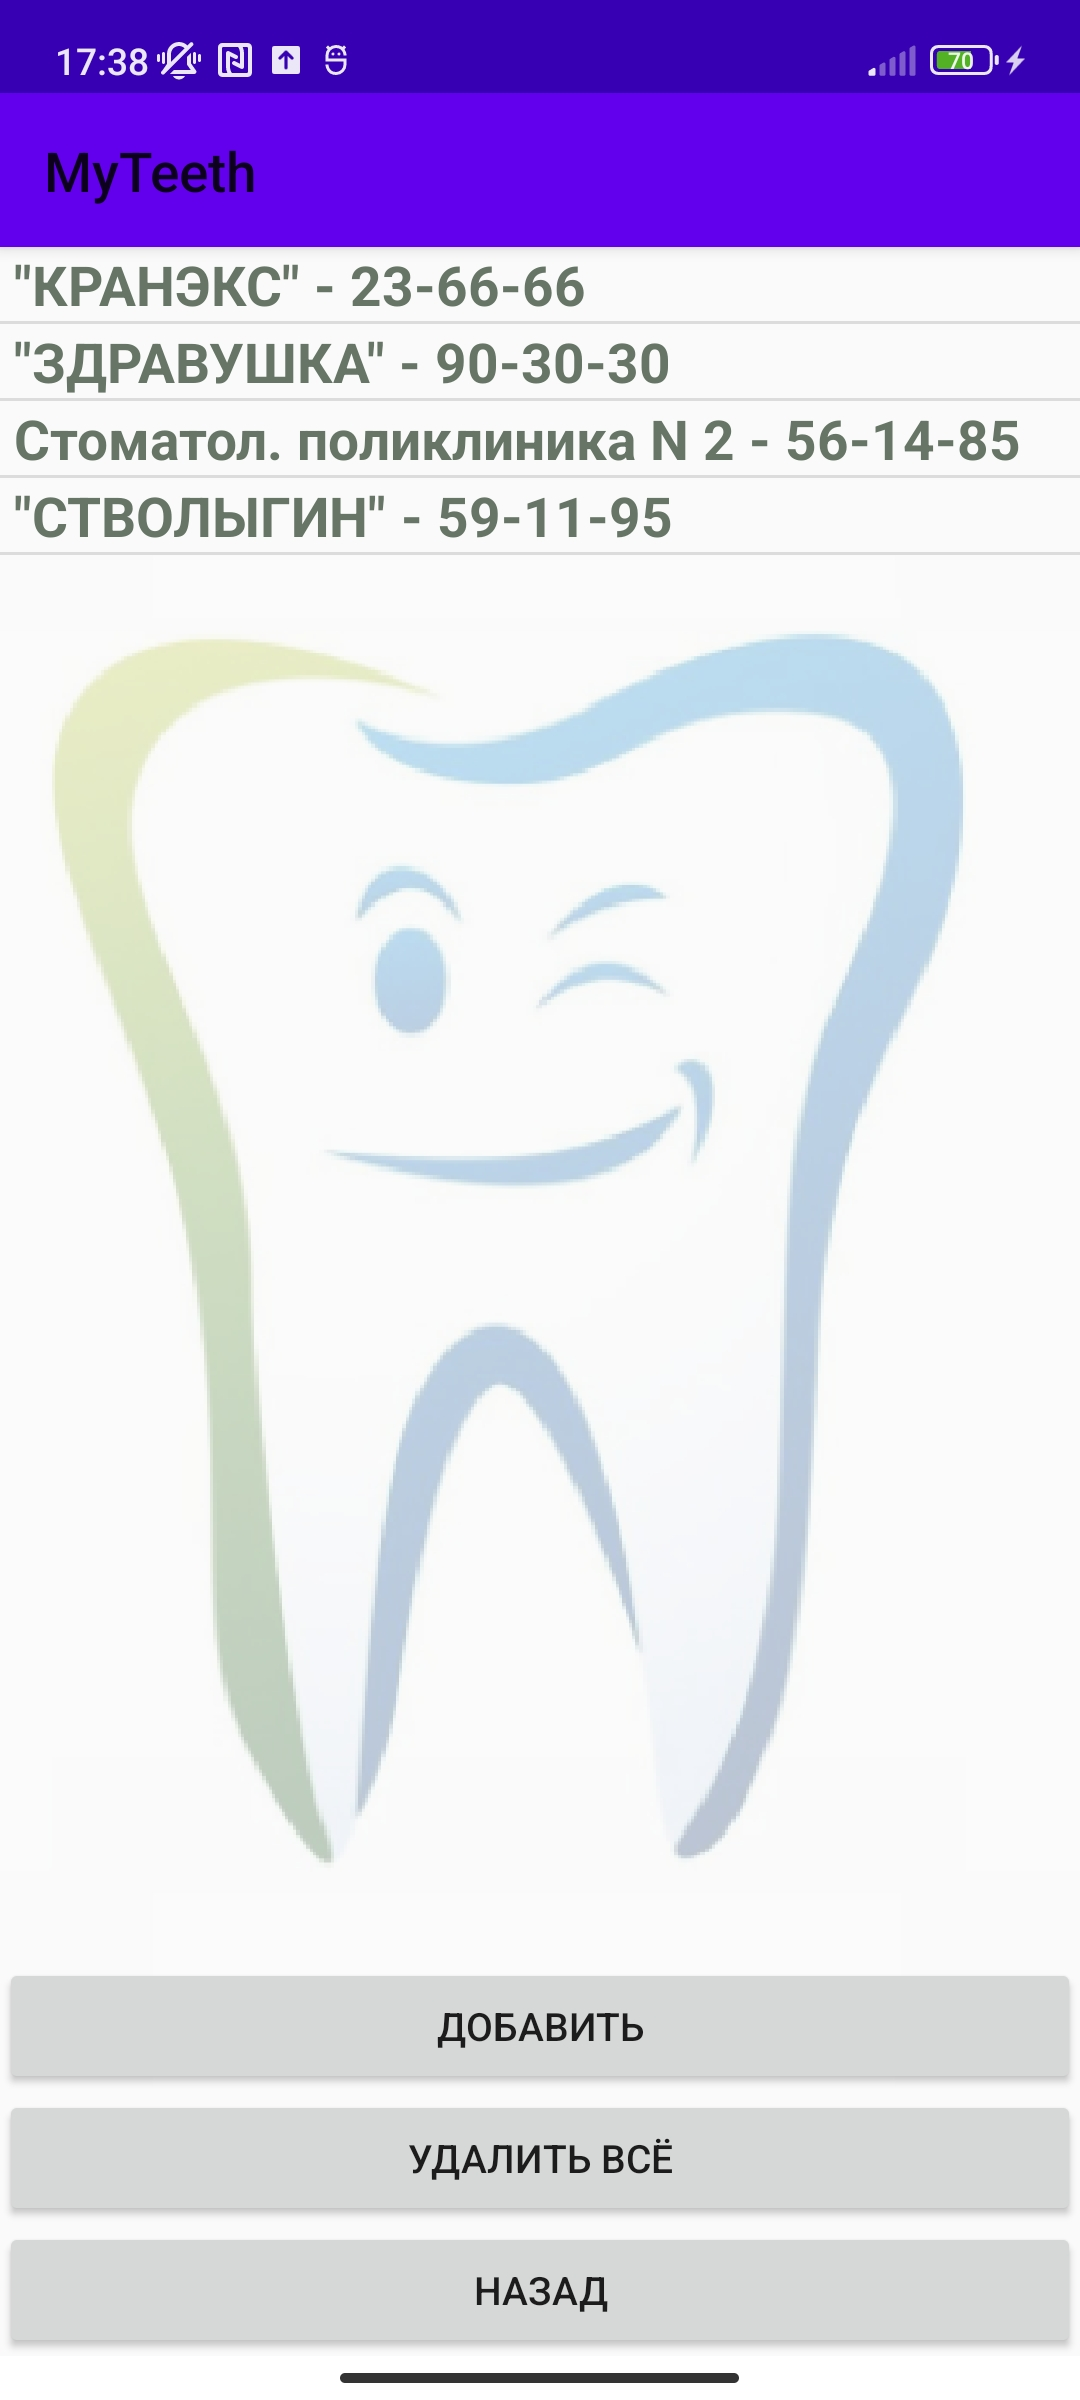 17:38
70
MyTeeth
"КРАНЭКС" - 23-66-66
"ЗДРАВУШКА" - 90-30-30
Стоматол. поликлиника N 2 - 56-14-85
"СТВОЛЫГИН" - 59-11-95
ДОБАВИТЬ
УДАЛИТЬ ВСЁ
НАЗАД